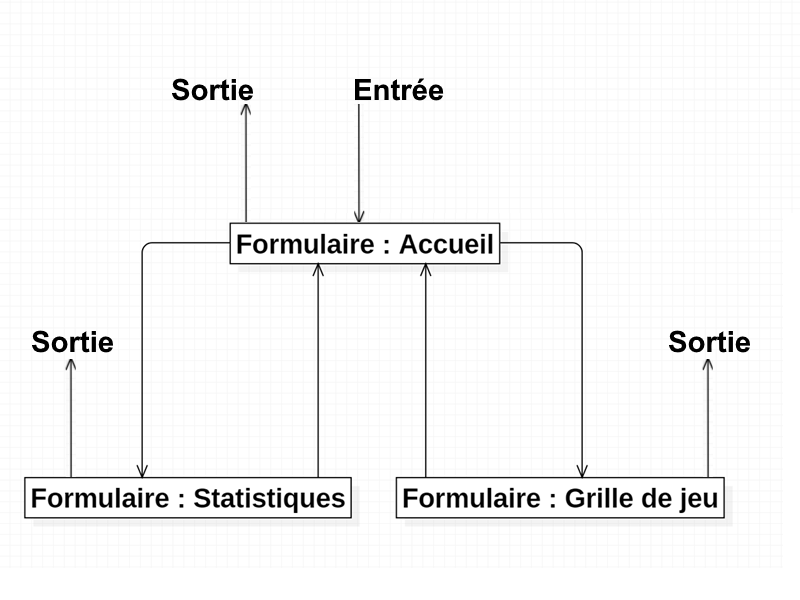 Sortie
Entrée
Formulaire : Accueil
Sortie
Sortie
Formulaire : Statistiques
Formulaire : Grille de jeu